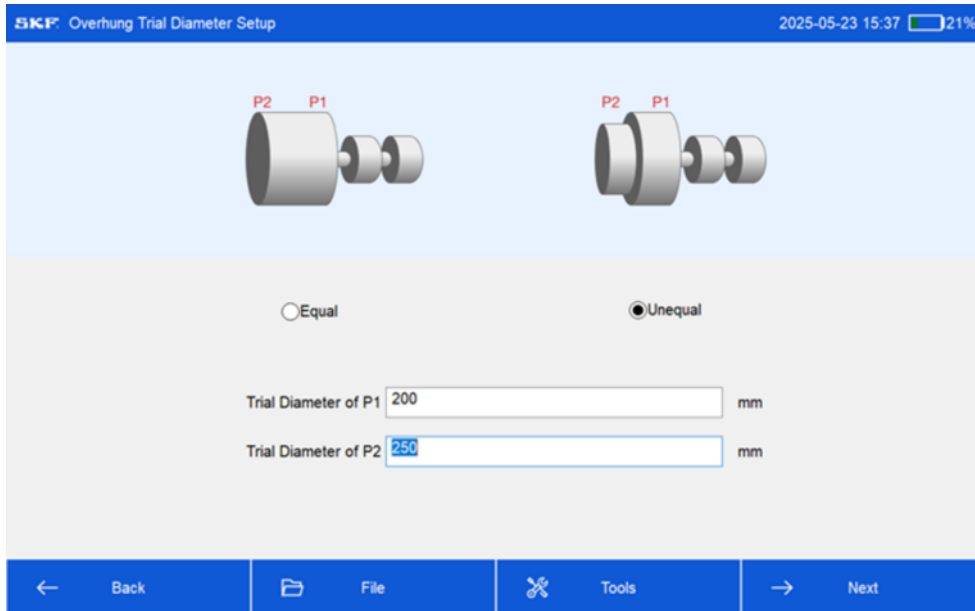 SKF. Overhung Trial Diameter Setup 2025-05-23 15:37 21%
P2 P1 P2 P1
Equal Unequal
Trial Diameter of P1 200 mm
Trial Diameter of P2 250 mm
Back File Tools Next